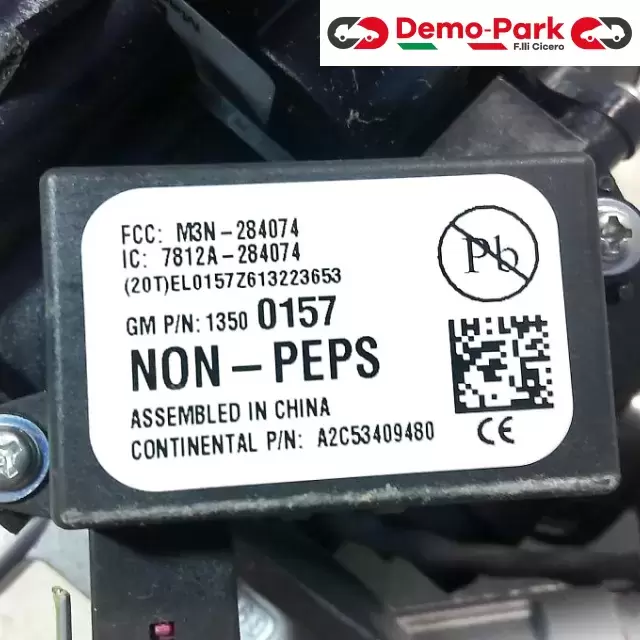 Demo-Park
F.lli Cicero
FCC: M3N-284074
IC: 7812A-284074
(20T)EL0157Z613223653
GM P/N: 1350 0157
NON-PEPS
ASSEMBLED IN CHINA
CONTINENTAL P/N: A2C53409480
Pb
CE